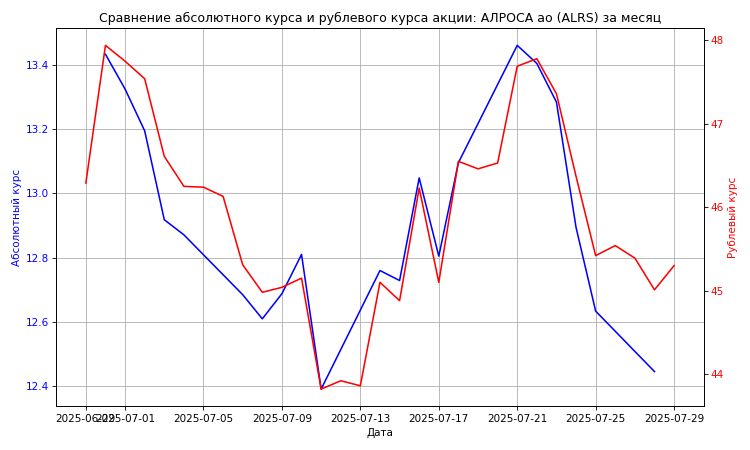 Сравнение абсолютного курса и рублевого курса акции: АЛРОСА ао (ALRS) за месяц
13.4
13.2
13.0
12.8
12.6
12.4
Абсолютный курс
48
47
46
45
44
Рублевый курс
2025-06-29 2025-07-01 2025-07-05 2025-07-09 2025-07-13 2025-07-17 2025-07-21 2025-07-25 2025-07-29
Дата